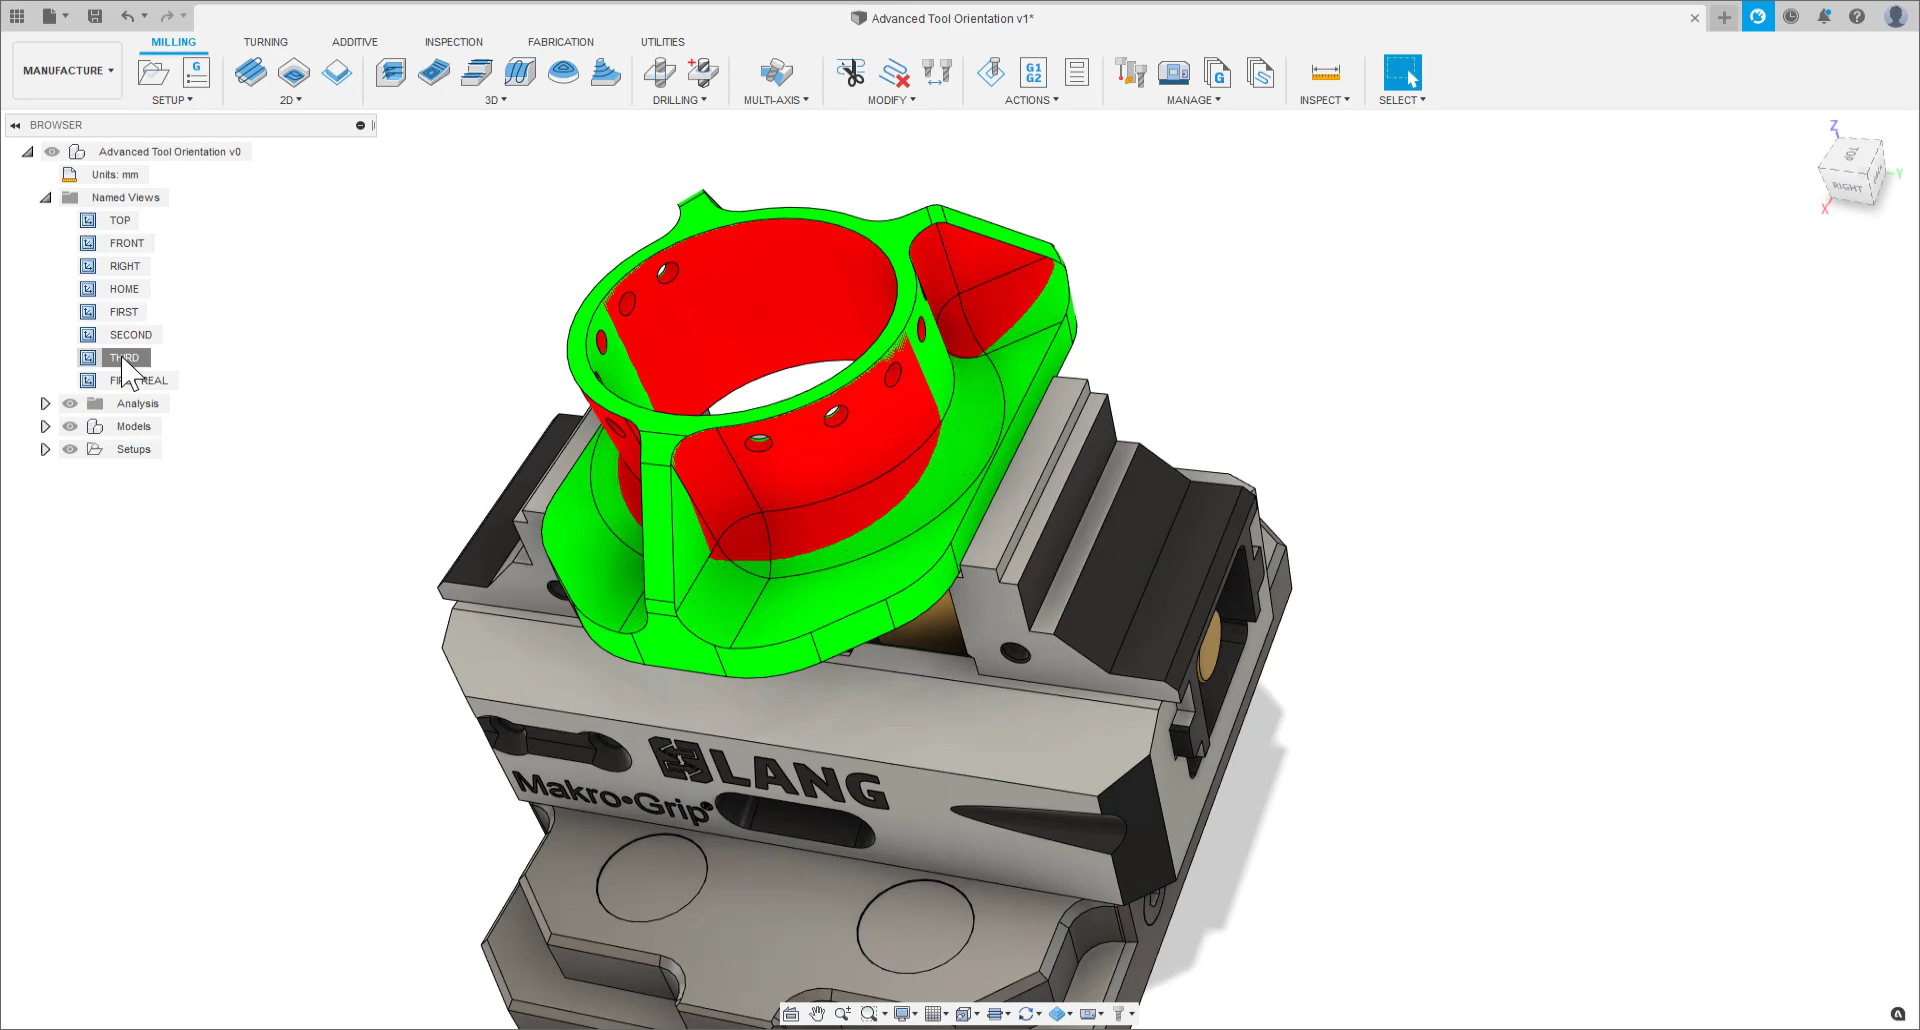 Advanced Tool Orientation v1*
MILLING
TURNING
ADDITIVE
INSPECTION
FABRICATION
UTILITIES
MANUFACTURE
G
G1
G2
G
S
SETUP
2D
3D
DRILLING
MULTI-AXIS
MODIFY
ACTIONS
MANAGE
INSPECT
SELECT
BROWSER
Advanced Tool Orientation v0
Units: mm
Named Views
TOP
FRONT
RIGHT
HOME
FIRST
SECOND
THIRD
Analysis
Models
Setups
Z
TOP
RIGHT
Y
X
LANG
Makro•Grip®